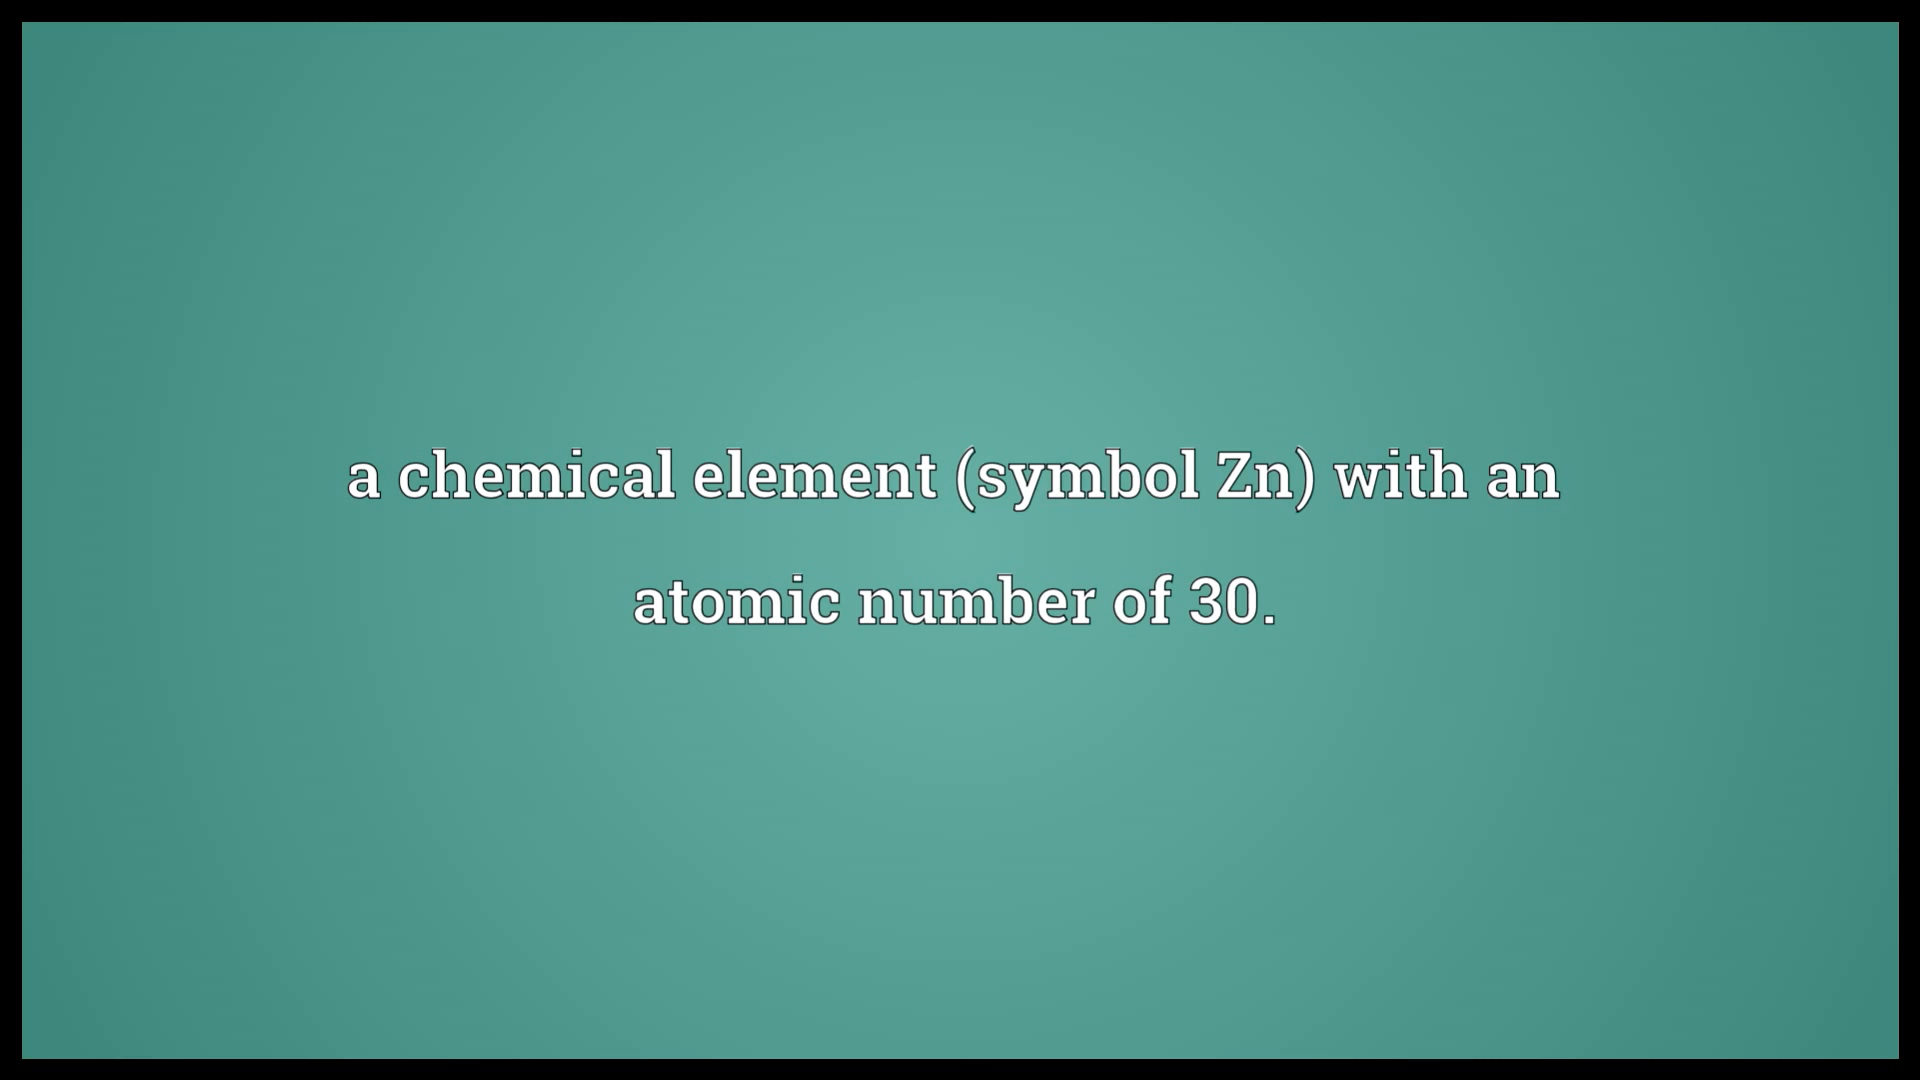 a chemical element (symbol Zn) with an
atomic number of 30.